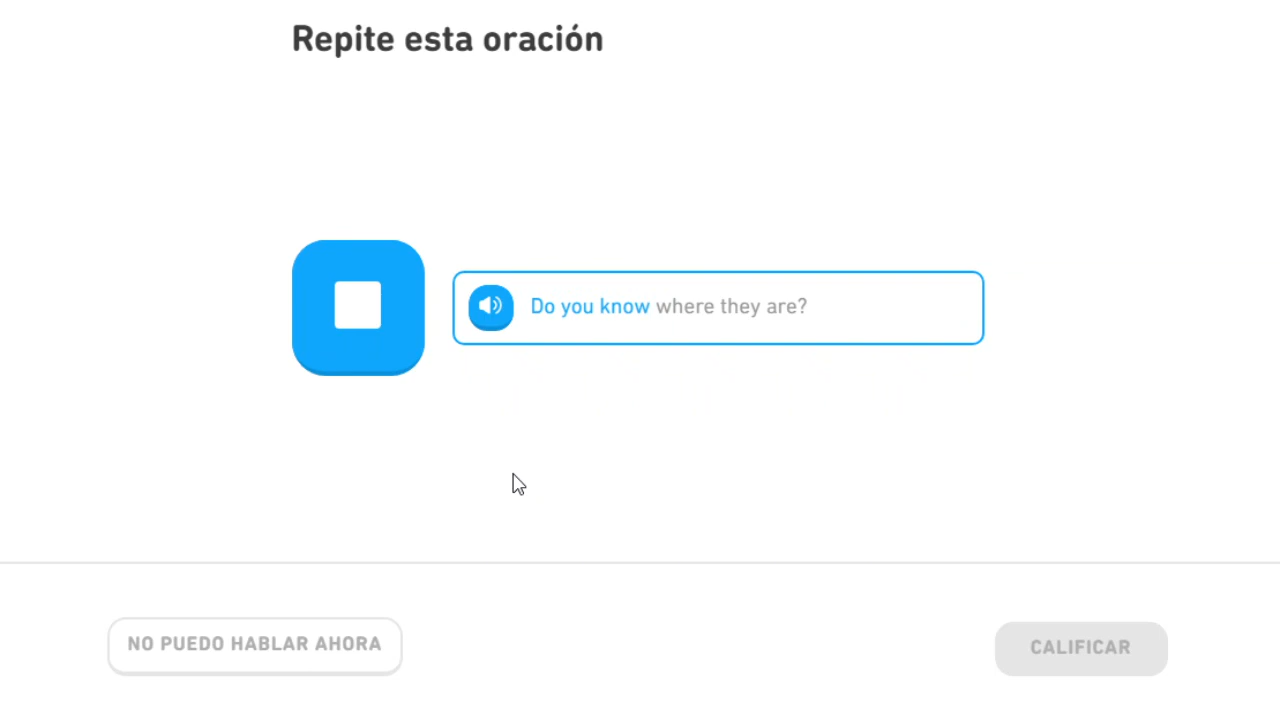 Repite esta oración
Do you know where they are?
NO PUEDO HABLAR AHORA
CALIFICAR